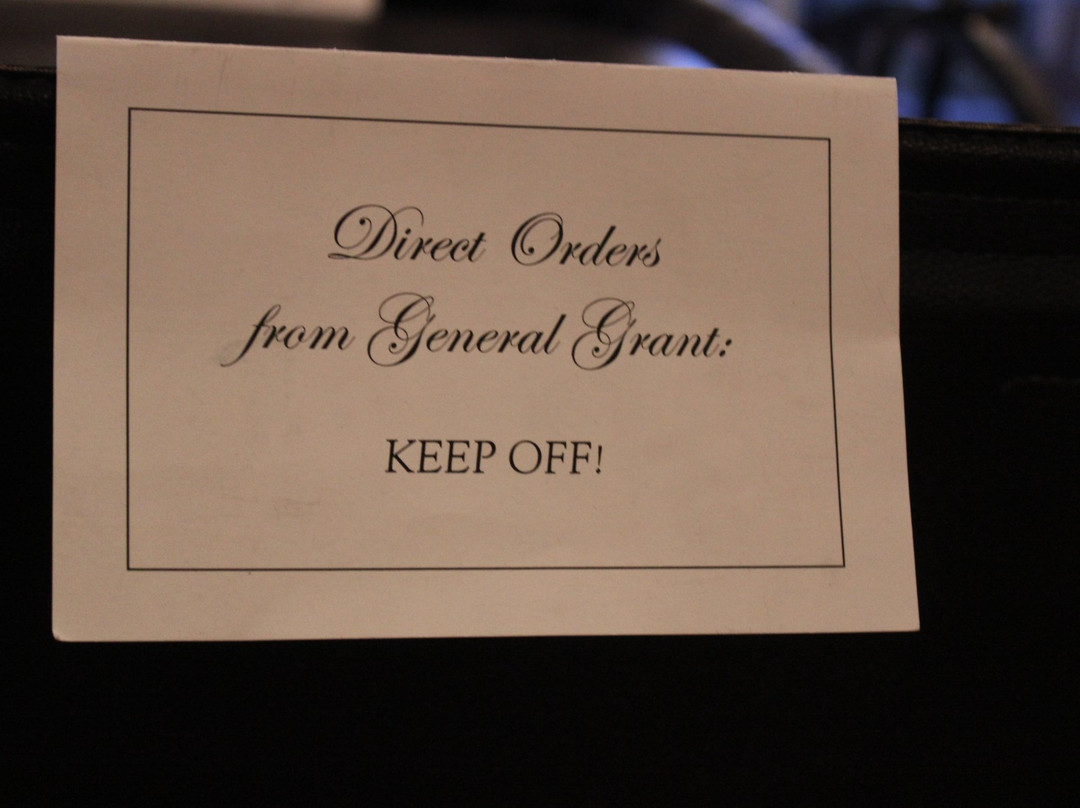 Direct Orders
from General Grant:
KEEP OFF!